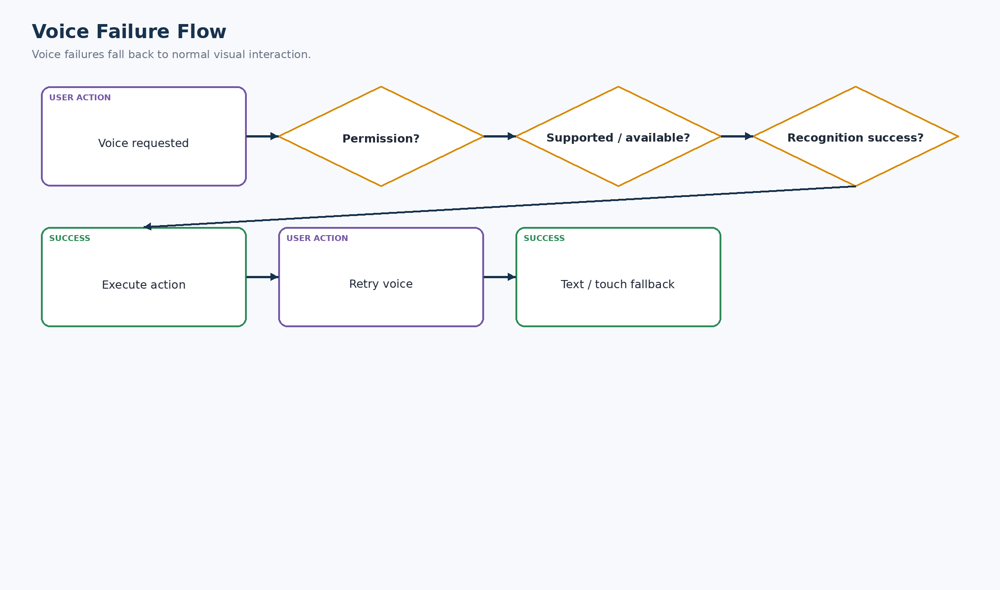 Voice Failure Flow
Voice failures fall back to normal visual interaction.
USER ACTION
Voice requested
Permission?
Supported / available?
Recognition success?
SUCCESS
Execute action
USER ACTION
Retry voice
SUCCESS
Text / touch fallback